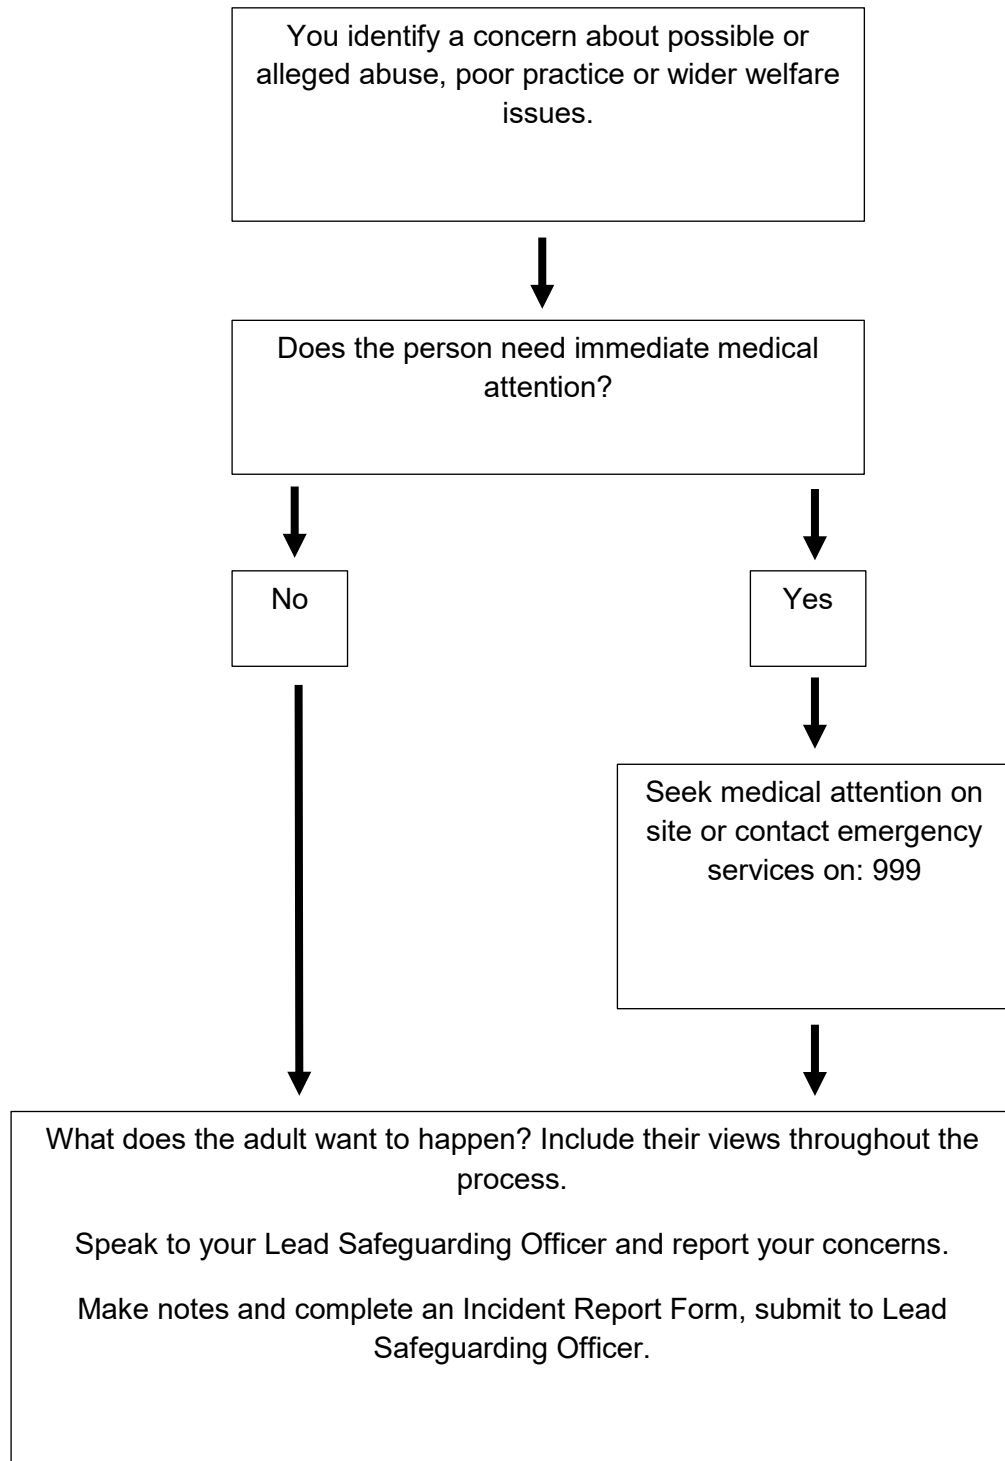 You identify a concern about possible or
alleged abuse, poor practice or wider welfare
issues.
Does the person need immediate medical
attention?
No
Yes
Seek medical attention on
site or contact emergency
services on: 999
What does the adult want to happen? Include their views throughout the
process.
Speak to your Lead Safeguarding Officer and report your concerns.
Make notes and complete an Incident Report Form, submit to Lead
Safeguarding Officer.